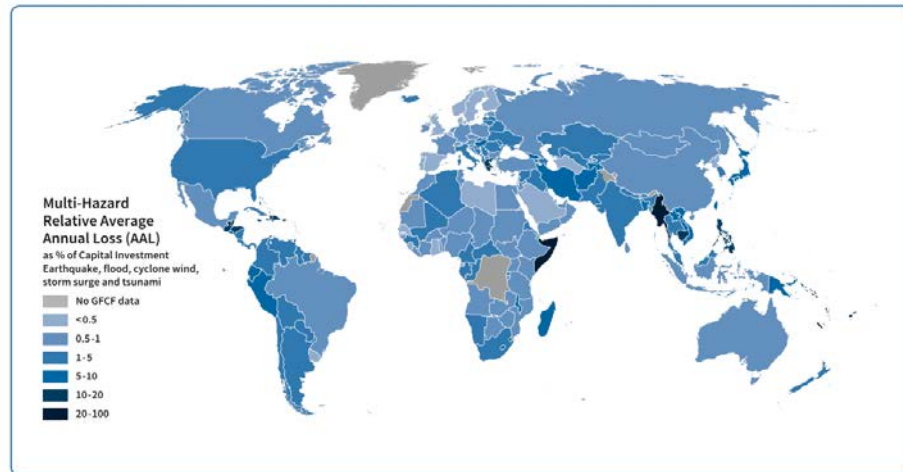 Multi-Hazard
Relative Average
Annual Loss (AAL)
as % of Capital Investment
Earthquake, flood, cyclone wind,
storm surge and tsunami
No GFCF data
<0.5
0.5-1
1-5
5-10
10-20
20-100